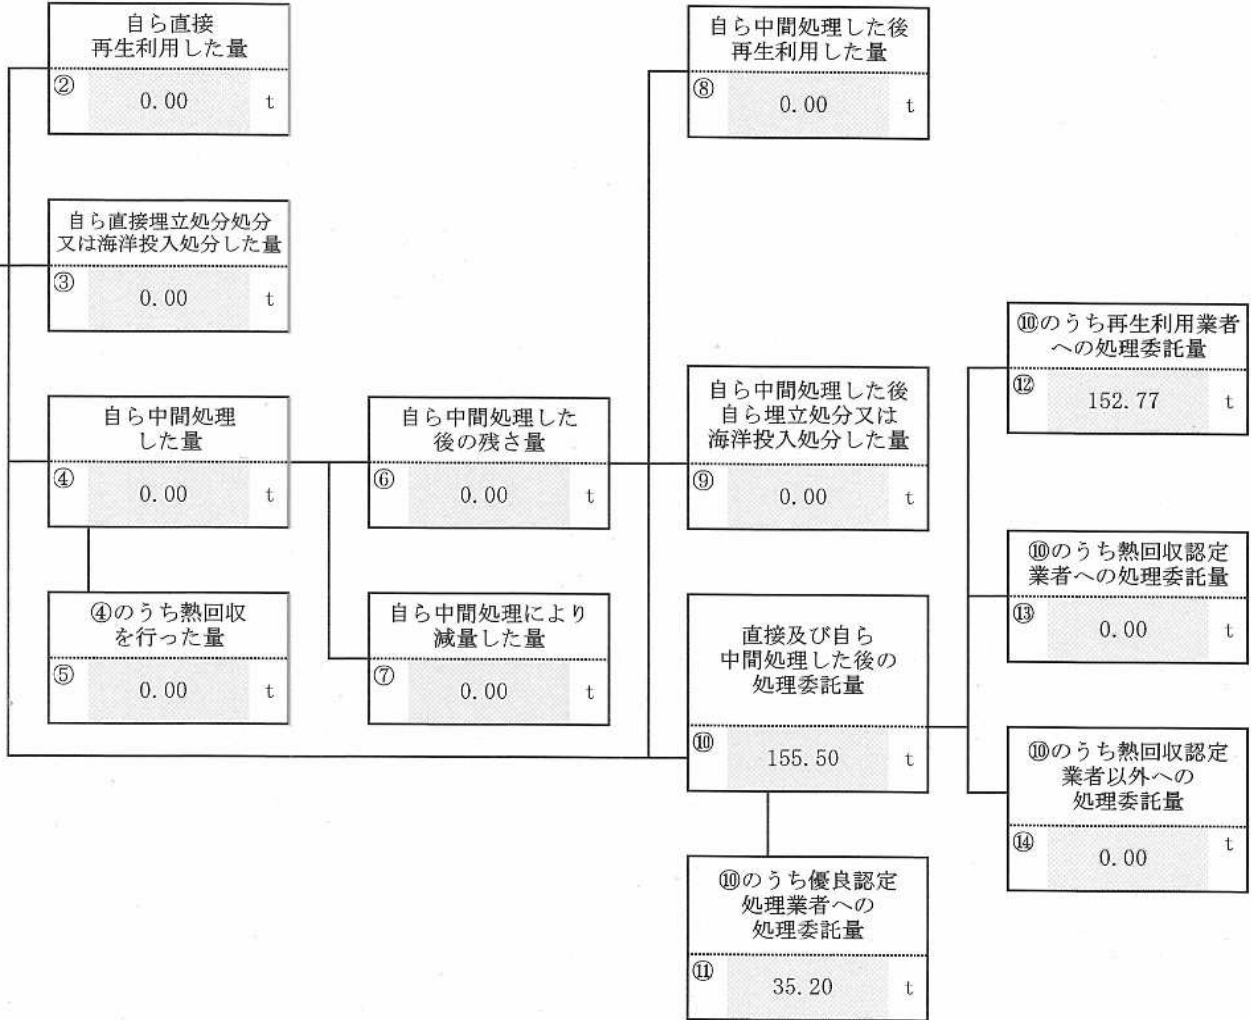 自ら直接
再生利用した量
② 0.00 t
自ら直接埋立処分処分
又は海洋投入処分した量
③ 0.00 t
自ら中間処理
した量
④ 0.00 t
④のうち熱回収
を行った量
⑤ 0.00 t
自ら中間処理した
後の残さ量
⑥ 0.00 t
自ら中間処理により
減量した量
⑦ 0.00 t
自ら中間処理した後
再生利用した量
⑧ 0.00 t
自ら中間処理した後
自ら埋立処分又は
海洋投入処分した量
⑨ 0.00 t
直接及び自ら
中間処理した後の
処理委託量
⑩ 155.50 t
⑩のうち優良認定
処理業者への
処理委託量
⑪ 35.20 t
⑩のうち再生利用業者
への処理委託量
⑫ 152.77 t
⑩のうち熱回収認定
業者への処理委託量
⑬ 0.00 t
⑩のうち熱回収認定
業者以外への
処理委託量
⑭ 0.00 t